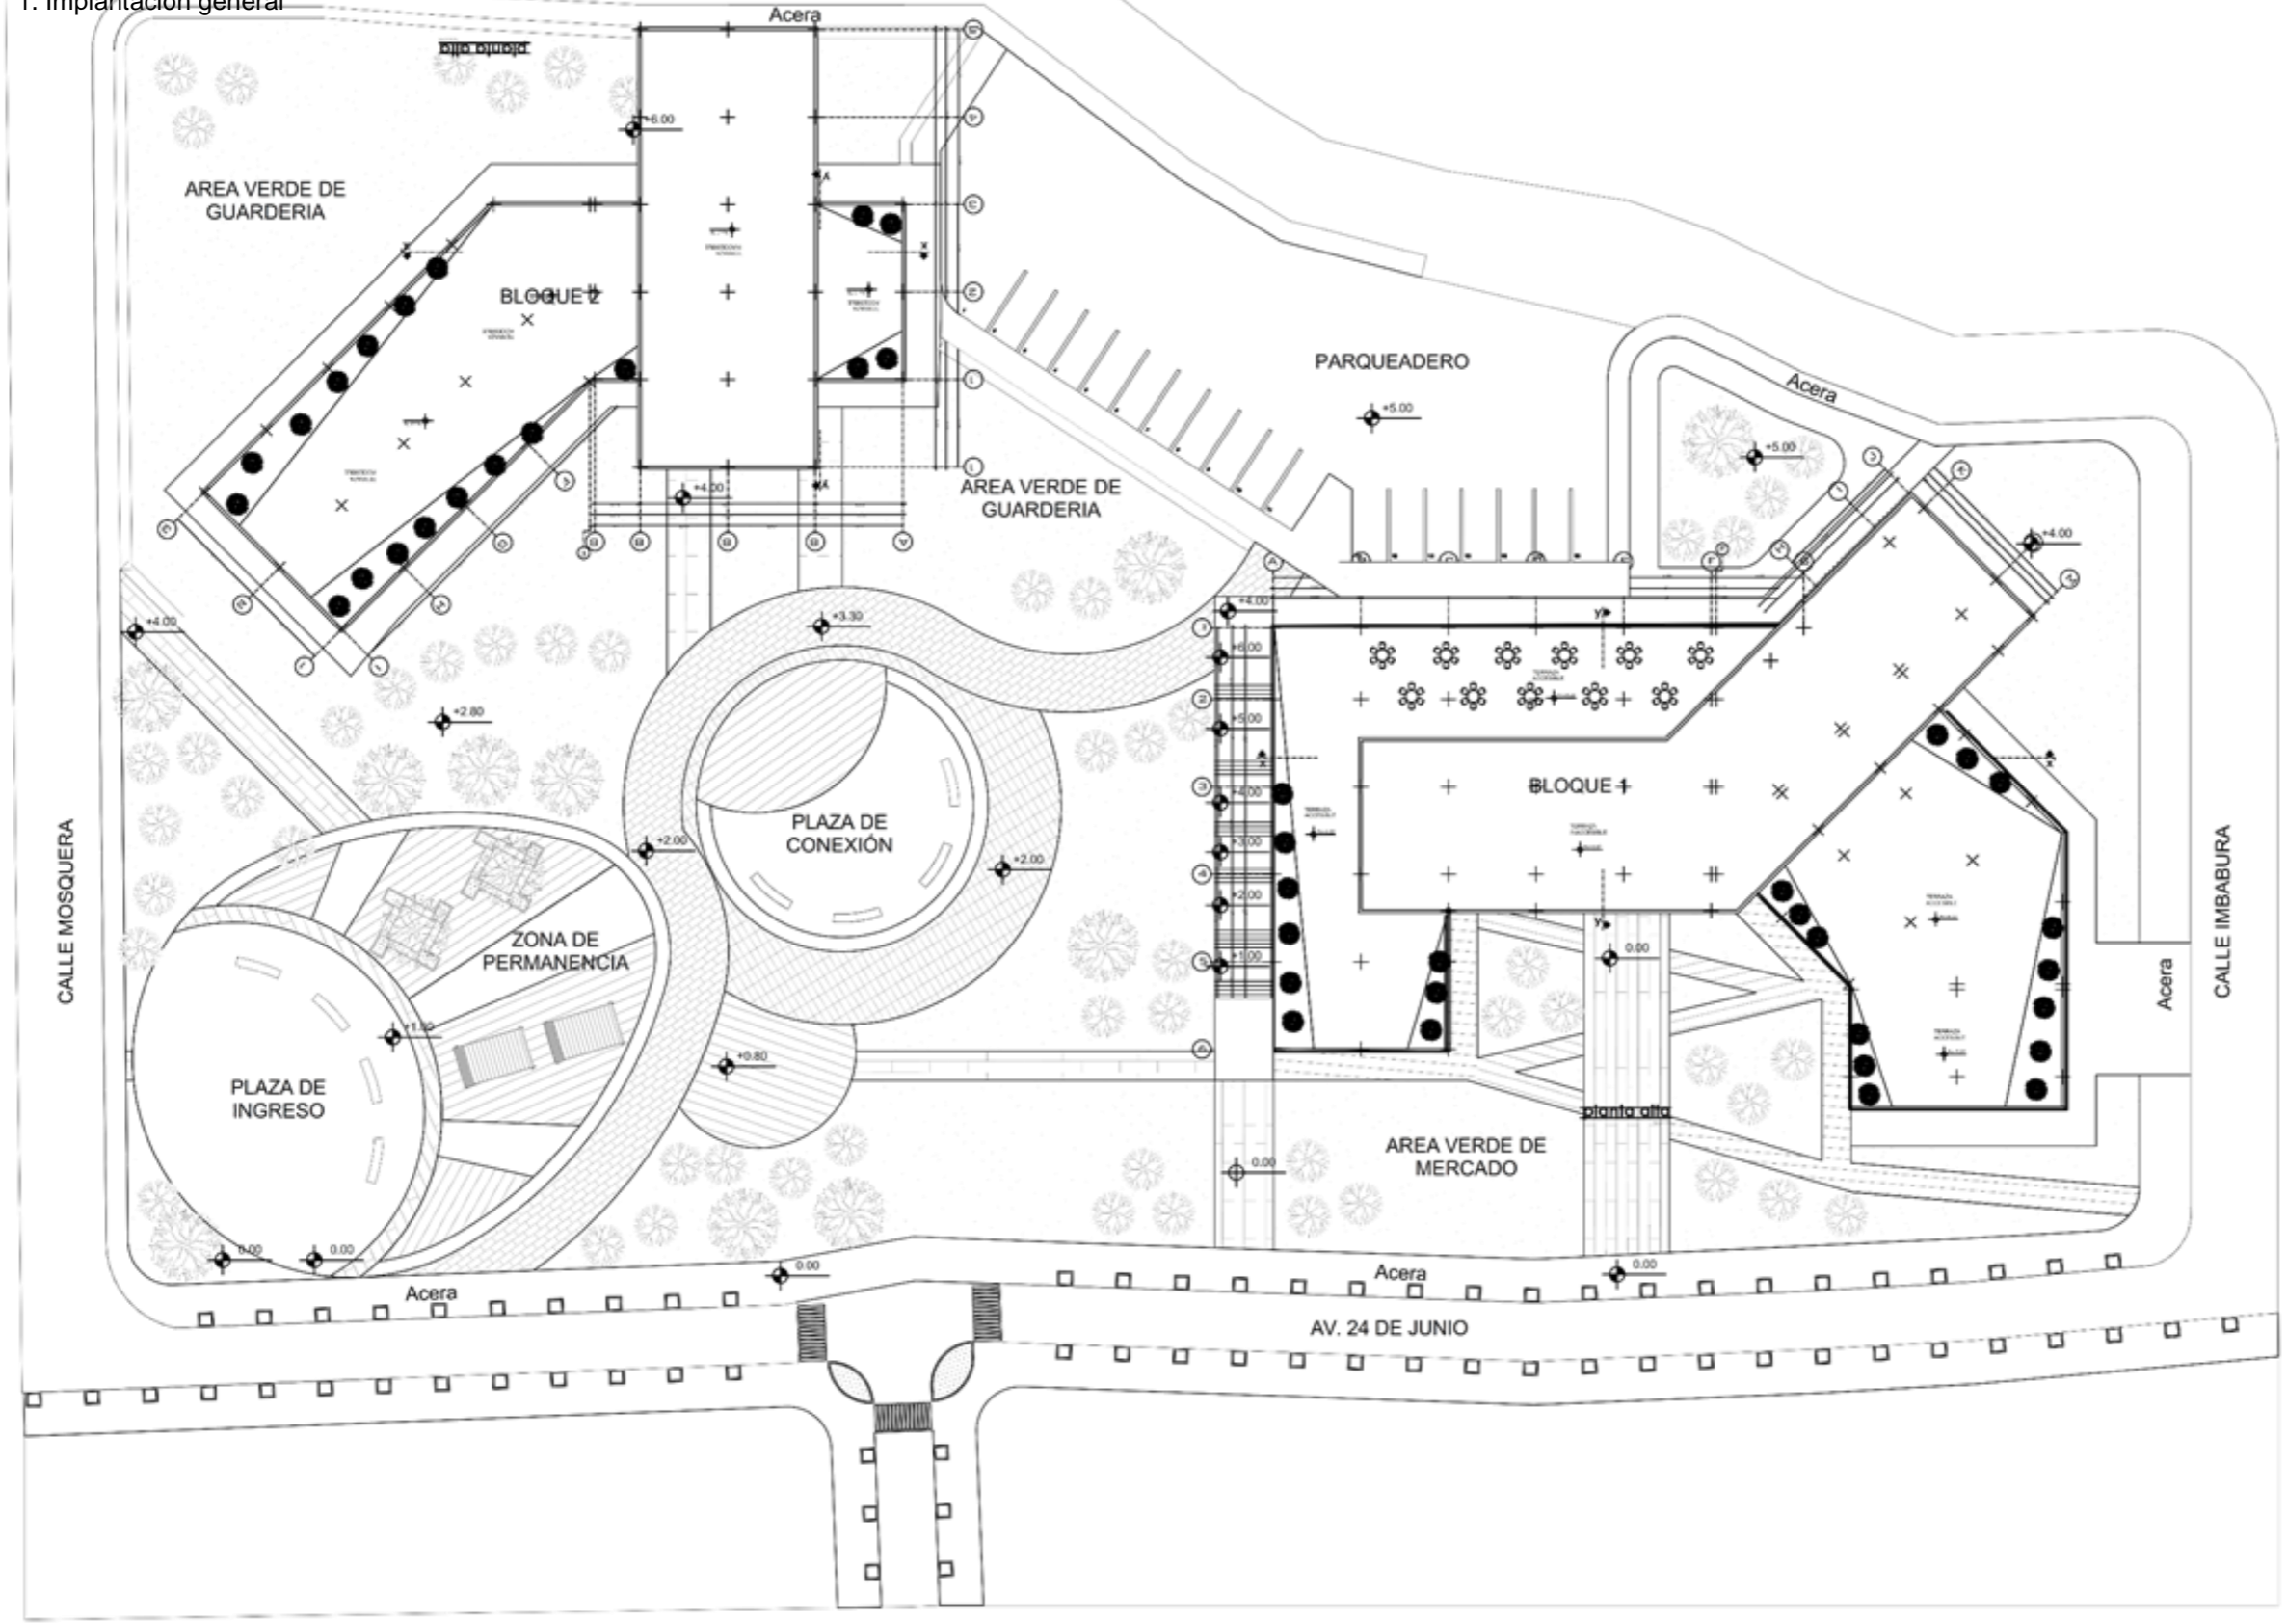 1. Implantación general
Acera
+6.00
AREA VERDE DE
GUARDERIA
BLOQUE 2
PARQUEADERO
+5.00
Acera
+5.00
+4.00
AREA VERDE DE
GUARDERIA
+4.00
+4.00
+3.30
+4.00
+6.00
+2.80
+5.00
BLOQUE 1
+4.00
PLAZA DE
CONEXIÓN
+2.00
+2.00
+3.00
+2.00
CALLE MOSQUERA
CALLE IMBABURA
Acera
ZONA DE
PERMANENCIA
0.00
+1.00
+1.00
+0.80
PLAZA DE
INGRESO
planta alta
AREA VERDE DE
MERCADO
0.00
0.00
0.00
0.00
0.00
Acera
Acera
AV. 24 DE JUNIO